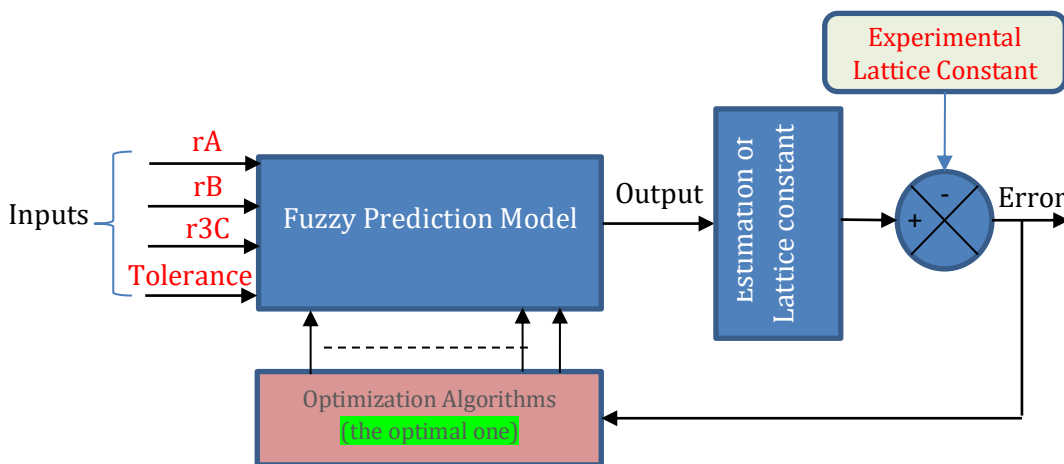 Experimental
Lattice Constant
Inputs
rA
rB
r3C
Tolerance
Fuzzy Prediction Model
Output
Estimation of
Lattice constant
+
-
Error
Optimization Algorithms
(the optimal one)